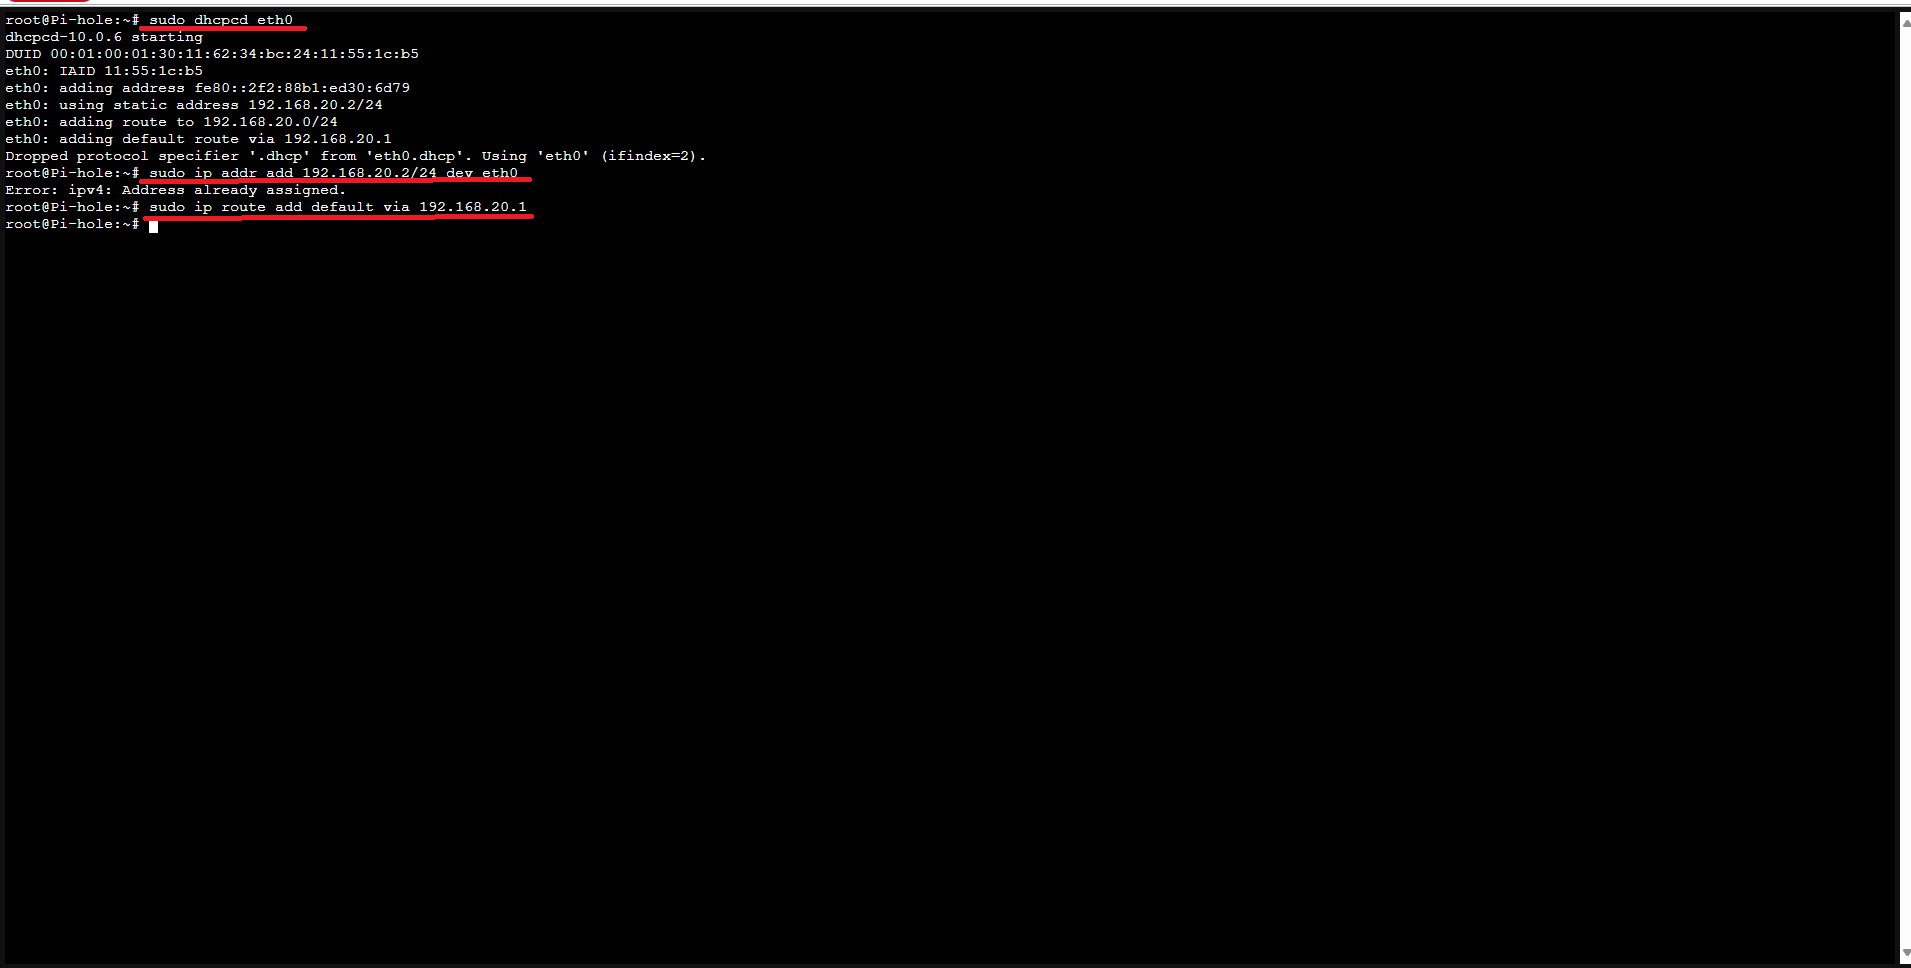 root@Pi-hole:~# sudo dhcpcd eth0
dhcpcd-10.0.6 starting
DUID 00:01:00:01:30:11:62:34:bc:24:11:55:1c:b5
eth0: IAID 11:55:1c:b5
eth0: adding address fe80::2f2:88b1:ed30:6d79
eth0: using static address 192.168.20.2/24
eth0: adding route to 192.168.20.0/24
eth0: adding default route via 192.168.20.1
Dropped protocol specifier '.dhcp' from 'eth0.dhcp'. Using 'eth0' (ifindex=2).
root@Pi-hole:~# sudo ip addr add 192.168.20.2/24 dev eth0
Error: ipv4: Address already assigned.
root@Pi-hole:~# sudo ip route add default via 192.168.20.1
root@Pi-hole:~#